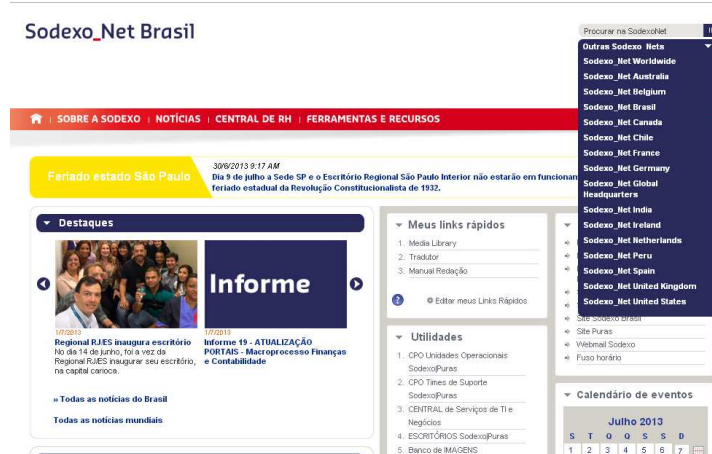 Sodexo_Net Brasil
Procurar na SodexoNet
Outras Sodexo Nets
Sodexo_Net Worldwide
Sodexo_Net Australia
Sodexo_Net Belgium
Sodexo_Net Brasil
Sodexo_Net Canada
Sodexo_Net Chile
Sodexo_Net France
Sodexo_Net Germany
Sodexo_Net Global
Headquarters
Sodexo_Net India
Sodexo_Net Ireland
Sodexo_Net Netherlands
Sodexo_Net Peru
Sodexo_Net Spain
Sodexo_Net United Kingdom
Sodexo_Net United States
SOBRE A SODEXO | NOTÍCIAS | CENTRAL DE RH | FERRAMENTAS E RECURSOS
Feriado estado São Paulo
30/6/2013 9:17 AM
Dia 9 de julho a Sede SP e o Escritório Regional São Paulo Interior não estarão em
feriado estadual da Revolução Constitucionalista de 1932.
Destaques
Informe
1/7/2013
Regional RJ/ES inaugura escritório
No dia 14 de junho, foi a vez da
Regional RJ/ES inaugurar seu escritório,
na capital carioca.
1/7/2013
Informe 19 - ATUALIZAÇÃO
PORTAIS - Macroprocesso Finanças
e Contabilidade
» Todas as notícias do Brasil
Todas as notícias mundiais
Meus links rápidos
1. Media Library
2. Tradutor
3. Manual Redação
Editar meus Links Rápidos
Utilidades
1. CPO Unidades Operacionais
Sodexo|Puras
2. CPO Times de Suporte
Sodexo|Puras
3. CENTRAL de Serviços de TI e
Negócios
4. ESCRITÓRIOS Sodexo|Puras
5. Banco de IMAGENS
Site Sodexo Brasil
Site Puras
Webmail Sodexo
Fuso horário
Calendário de eventos
Julho 2013
S T Q Q S S D
1 2 3 4 5 6 7